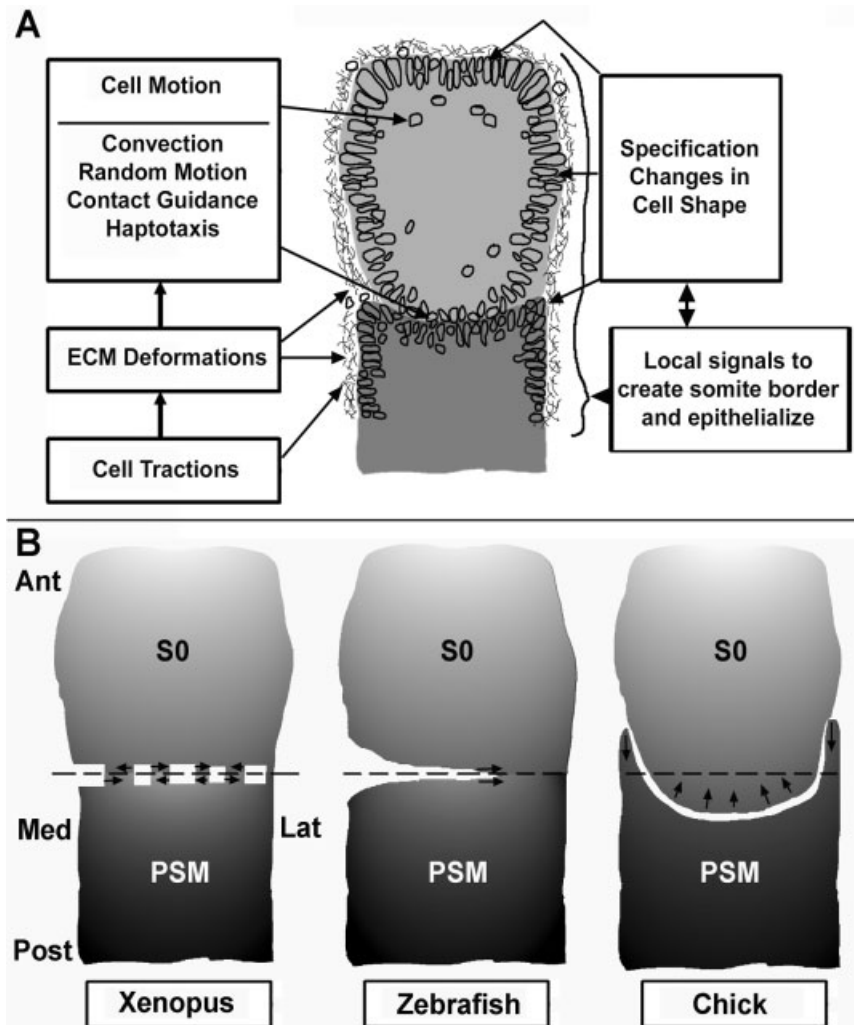 A
Cell Motion
Convection
Random Motion
Contact Guidance
Haptotaxis
ECM Deformations
Cell Tractions
Specification
Changes in
Cell Shape
Local signals to
create somite border
and epithelialize
B
Ant
S0
S0
S0
Med
Lat
PSM
PSM
PSM
Post
Xenopus
Zebrafish
Chick